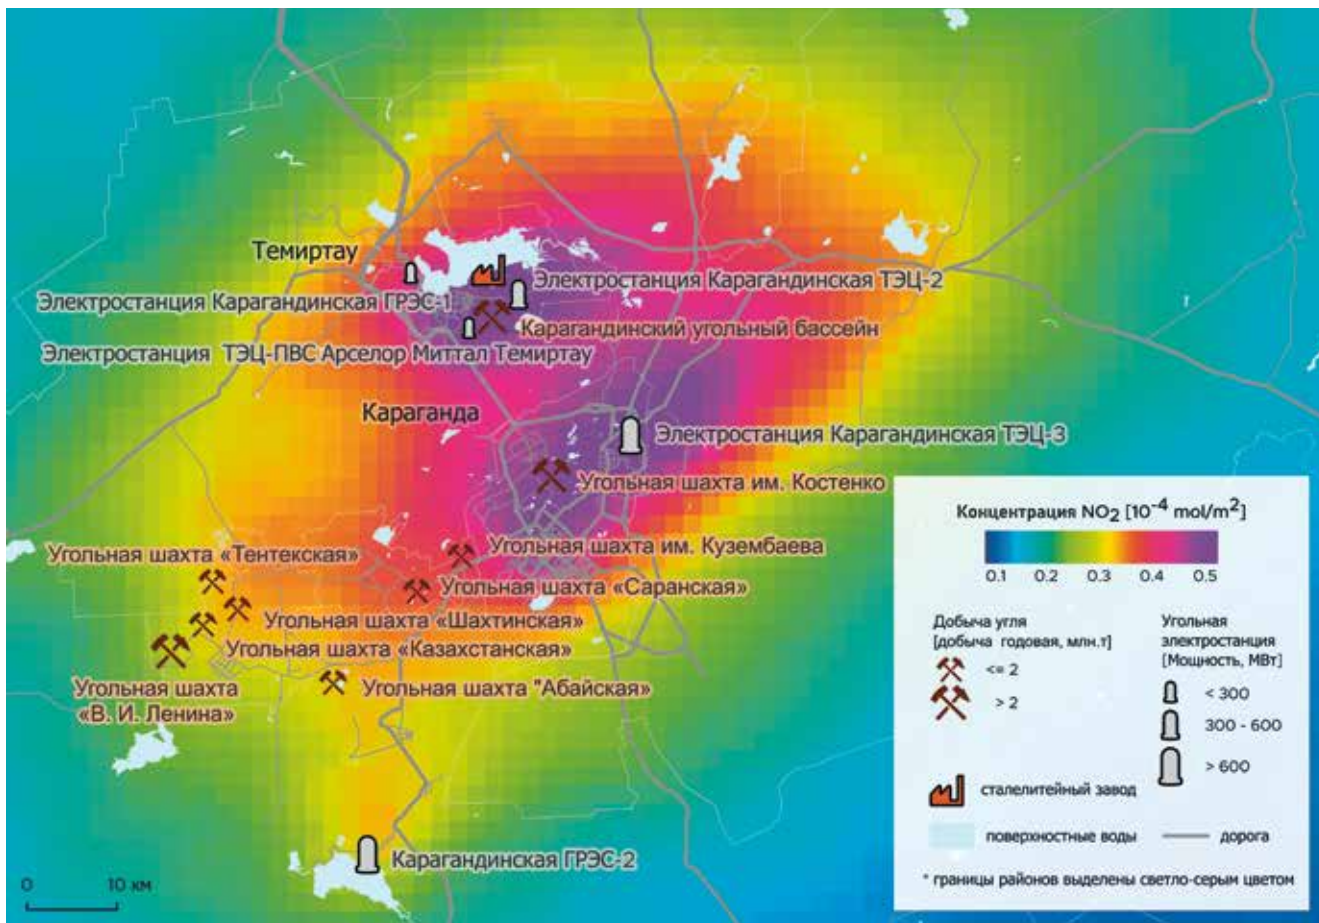 Темиртау
Электростанция Карагандинская ТЭЦ-2
Электростанция Карагандинская ГРЭС-1
Карагандинский угольный бассейн
Электростанция ТЭЦ-ПВС Арселор Миттал Темиртау
Караганда
Электростанция Карагандинская ТЭЦ-3
Угольная шахта им. Костенко
Угольная шахта «Тентекская»
Угольная шахта им. Кузембаева
Угольная шахта «Саранская»
Угольная шахта «Шахтинская»
Угольная шахта «Казахстанская»
Угольная шахта
«В. И. Ленина»
Угольная шахта "Абайская»
Карагандинская ГРЭС-2
0 10 км
Концентрация NO2 [10-4 mol/m2]
0.1 0.2 0.3 0.4 0.5
Добыча угля
[добыча годовая, млн.т]
<= 2
> 2
Угольная
электростанция
[Мощность, МВт]
< 300
300 - 600
> 600
сталелитейный завод
поверхностные воды
дорога
* границы районов выделены светло-серым цветом